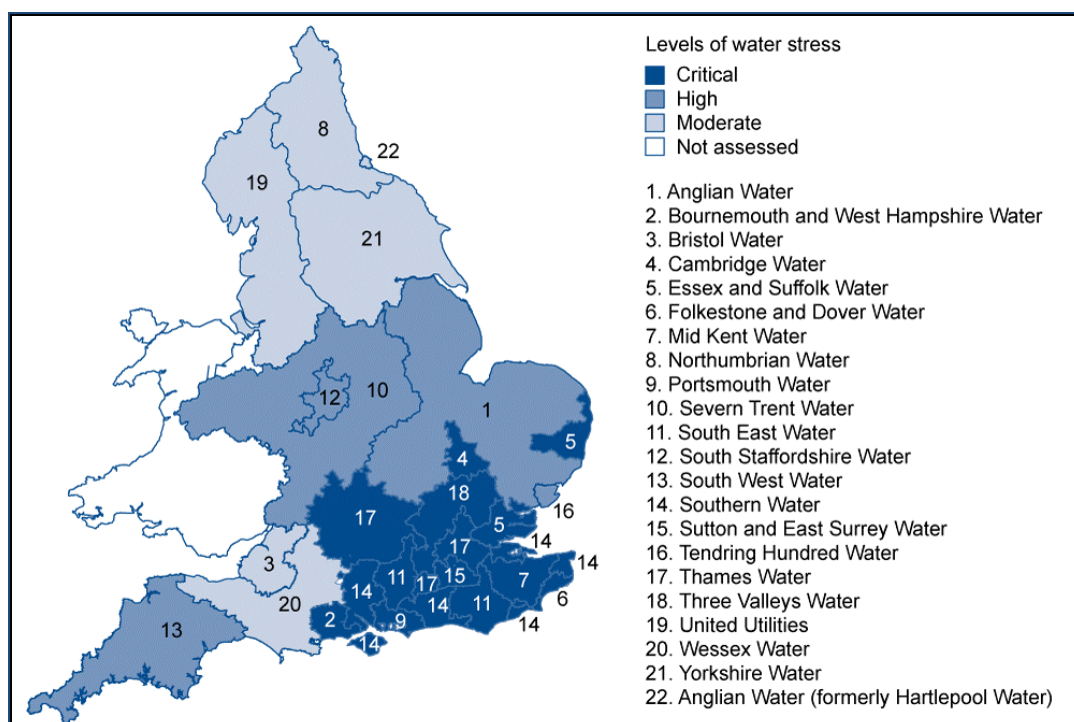 Levels of water stress
Critical
High
Moderate
Not assessed
1. Anglian Water
2. Bournemouth and West Hampshire Water
3. Bristol Water
4. Cambridge Water
5. Essex and Suffolk Water
6. Folkestone and Dover Water
7. Mid Kent Water
8. Northumbrian Water
9. Portsmouth Water
10. Severn Trent Water
11. South East Water
12. South Staffordshire Water
13. South West Water
14. Southern Water
15. Sutton and East Surrey Water
16. Tendring Hundred Water
17. Thames Water
18. Three Valleys Water
19. United Utilities
20. Wessex Water
21. Yorkshire Water
22. Anglian Water (formerly Hartlepool Water)
8
22
19
21
12
10
1
5
4
18
16
17
5
14
17
3
11
17
15
7
14
14
20
6
2
9
14
11
14
13
14